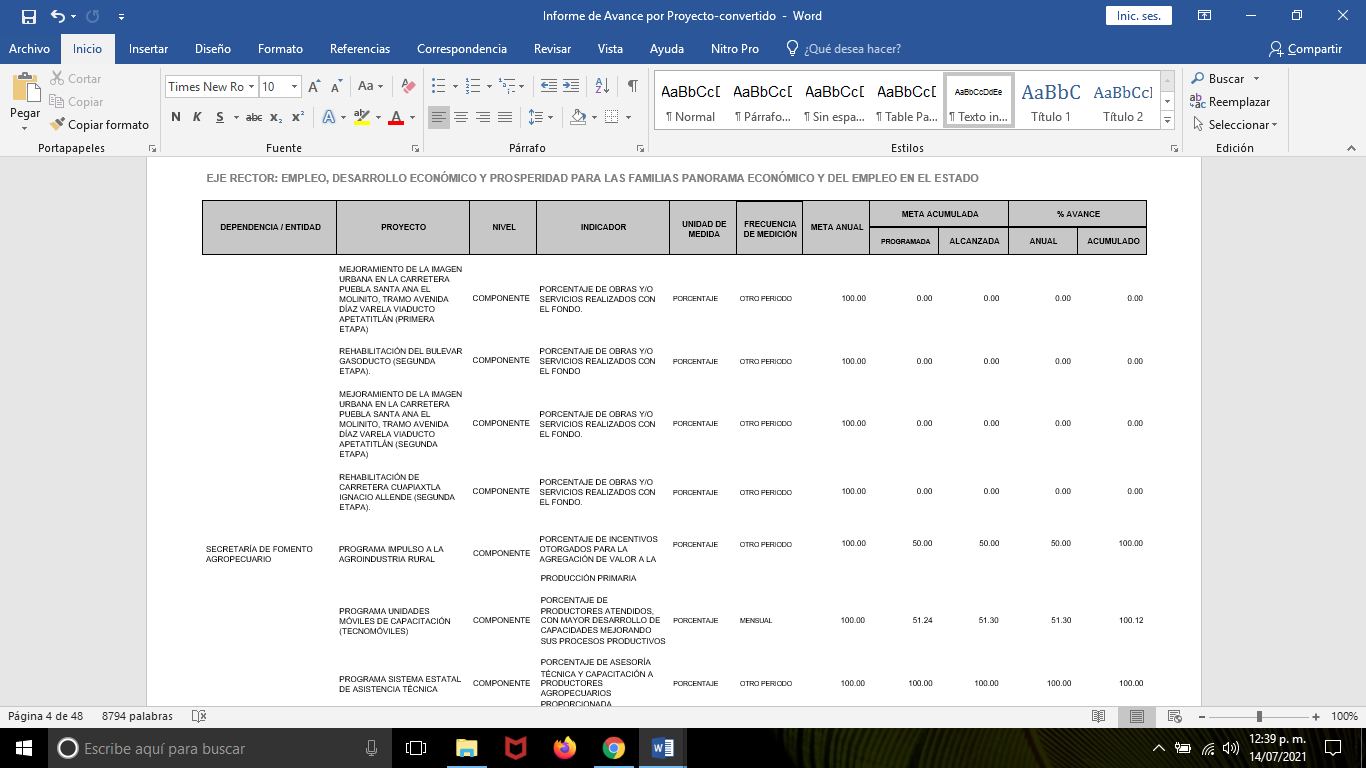 Informe de Avance por Proyecto-convertido - Word
Inic. ses.
Archivo Inicio Insertar Diseño Formato Referencias Correspondencia Revisar Vista Ayuda Nitro Pro ¿Qué desea hacer? Compartir
Pegar
Cortar
Copiar
Copiar formato
Portapapeles
Times New Ro 10
N K S abc x₂ x²
Fuente
Párrafo
AaBbCcD AaBbCcD AaBbCcD AaBbCcD AaBbCcDdEe AaBbC AaBbCcl
¶ Normal ¶ Párrafo... ¶ Sin espa... ¶ Table Pa... ¶ Texto in... Título 1 Título 2
Estilos
Buscar
Reemplazar
Seleccionar
Edición
EJE RECTOR: EMPLEO, DESARROLLO ECONÓMICO Y PROSPERIDAD PARA LAS FAMILIAS PANORAMA ECONÓMICO Y DEL EMPLEO EN EL ESTADO
DEPENDENCIA / ENTIDAD
PROYECTO
NIVEL
INDICADOR
UNIDAD DE
MEDIDA
FRECUENCIA
DE MEDICIÓN
META ANUAL
META ACUMULADA
PROGRAMADA ALCANZADA
% AVANCE
ANUAL ACUMULADO
MEJORAMIENTO DE LA IMAGEN
URBANA EN LA CARRETERA
PUEBLA SANTA ANA EL
MOLINITO, TRAMO AVENIDA
DÍAZ VARELA VIADUCTO
APETATITLÁN (PRIMERA
ETAPA)
COMPONENTE
PORCENTAJE DE OBRAS Y/O
SERVICIOS REALIZADOS CON
EL FONDO.
PORCENTAJE OTRO PERIODO 100.00 0.00 0.00 0.00 0.00
REHABILITACIÓN DEL BULEVAR
GASODUCTO (SEGUNDA
ETAPA).
COMPONENTE
PORCENTAJE DE OBRAS Y/O
SERVICIOS REALIZADOS CON
EL FONDO
PORCENTAJE OTRO PERIODO 100.00 0.00 0.00 0.00 0.00
MEJORAMIENTO DE LA IMAGEN
URBANA EN LA CARRETERA
PUEBLA SANTA ANA EL
MOLINITO, TRAMO AVENIDA
DÍAZ VARELA VIADUCTO
APETATITLÁN (SEGUNDA
ETAPA)
COMPONENTE
PORCENTAJE DE OBRAS Y/O
SERVICIOS REALIZADOS CON
EL FONDO.
PORCENTAJE OTRO PERIODO 100.00 0.00 0.00 0.00 0.00
REHABILITACIÓN DE
CARRETERA CUAPIAXTLA
IGNACIO ALLENDE (SEGUNDA
ETAPA).
COMPONENTE
PORCENTAJE DE OBRAS Y/O
SERVICIOS REALIZADOS CON
EL FONDO.
PORCENTAJE OTRO PERIODO 100.00 0.00 0.00 0.00 0.00
SECRETARÍA DE FOMENTO
AGROPECUARIO
PROGRAMA IMPULSO A LA
AGROINDUSTRIA RURAL
COMPONENTE
PORCENTAJE DE INCENTIVOS
OTORGADOS PARA LA
AGREGACIÓN DE VALOR A LA
PRODUCCIÓN PRIMARIA
PORCENTAJE OTRO PERIODO 100.00 50.00 50.00 50.00 100.00
PROGRAMA UNIDADES
MÓVILES DE CAPACITACIÓN
(TECNOMÓVILES)
COMPONENTE
PORCENTAJE DE
PRODUCTORES ATENDIDOS,
CON MAYOR DESARROLLO DE
CAPACIDADES MEJORANDO
SUS PROCESOS PRODUCTIVOS
PORCENTAJE MENSUAL 100.00 51.24 51.30 51.30 100.12
PROGRAMA SISTEMA ESTATAL
DE ASISTENCIA TÉCNICA
COMPONENTE
PORCENTAJE DE ASESORÍA
TÉCNICA Y CAPACITACIÓN A
PRODUCTORES
AGROPECUARIOS
PROPORCIONADA
PORCENTAJE OTRO PERIODO 100.00 100.00 100.00 100.00 100.00
Página 4 de 48 8794 palabras 100%
Escribe aquí para buscar
12:39 p. m.
14/07/2021